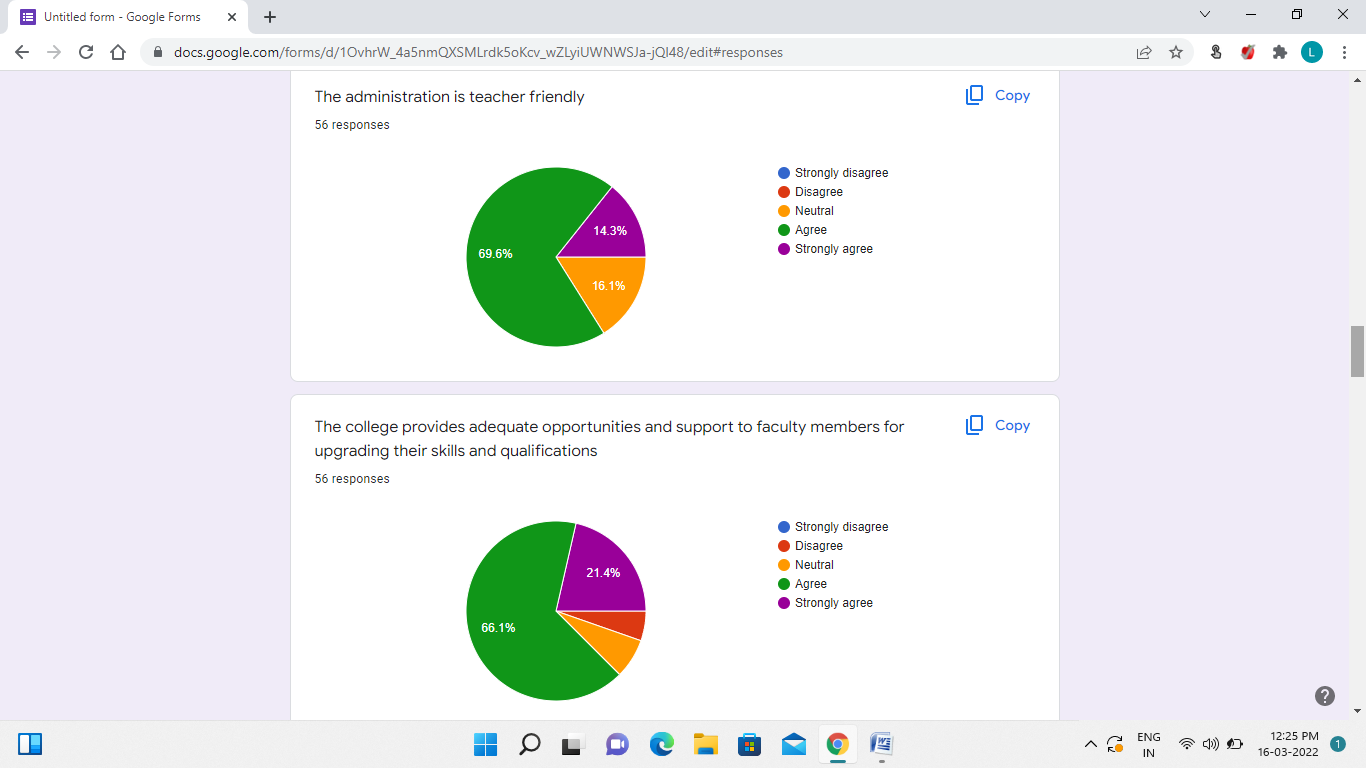 Untitled form - Google Forms
docs.google.com/forms/d/1OvhrW_4a5nmQXSMLrdk5oKcv_wZLyiUWNWSJa-jQI48/edit#responses
L
The administration is teacher friendly
Copy
56 responses
Strongly disagree
Disagree
Neutral
Agree
Strongly agree
14.3%
69.6%
16.1%
The college provides adequate opportunities and support to faculty members for
upgrading their skills and qualifications
Copy
56 responses
Strongly disagree
Disagree
Neutral
Agree
Strongly agree
21.4%
66.1%
ENG
IN
12:25 PM
16-03-2022
1